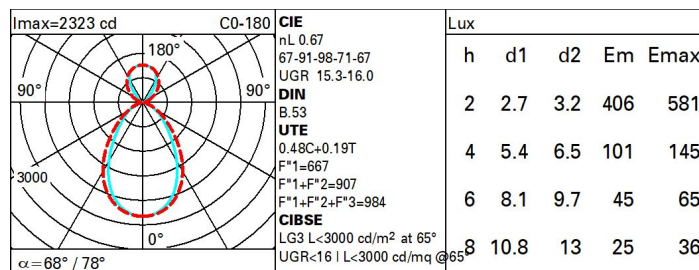 Imax=2323 cd C0-180
180°
90° 90°
3000
0°
α=68° / 78°
CIE
nL 0.67
67-91-98-71-67
UGR 15.3-16.0
DIN
B.53
UTE
0.48C+0.19T
F"1=667
F"1+F"2=907
F"1+F"2+F"3=984
CIBSE
LG3 L<3000 cd/m² at 65°
UGR<16 | L<3000 cd/mq @65°
Lux
h d1 d2 Em Emax
2 2.7 3.2 406 581
4 5.4 6.5 101 145
6 8.1 9.7 45 65
8 10.8 13 25 36